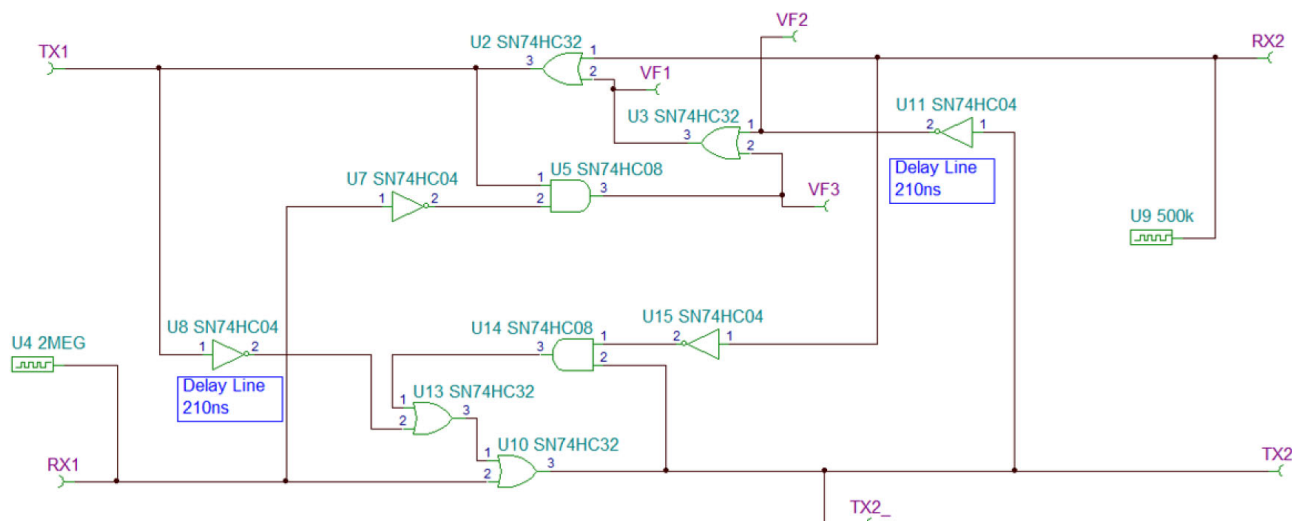 VF2
U2 SN74HC32
TX1
1
RX2
3
2
VF1
U11 SN74HC04
U3 SN74HC32
1
2
1
3
2
U5 SN74HC08
Delay Line
210ns
U7 SN74HC04
1
3
1
2
2
VF3
U9 500k
U15 SN74HC04
U14 SN74HC08
U8 SN74HC04
1
2
1
U4 2MEG
1
2
3
2
Delay Line
210ns
U13 SN74HC32
1
3
2
U10 SN74HC32
RX1
1
3
TX2
2
TX2_